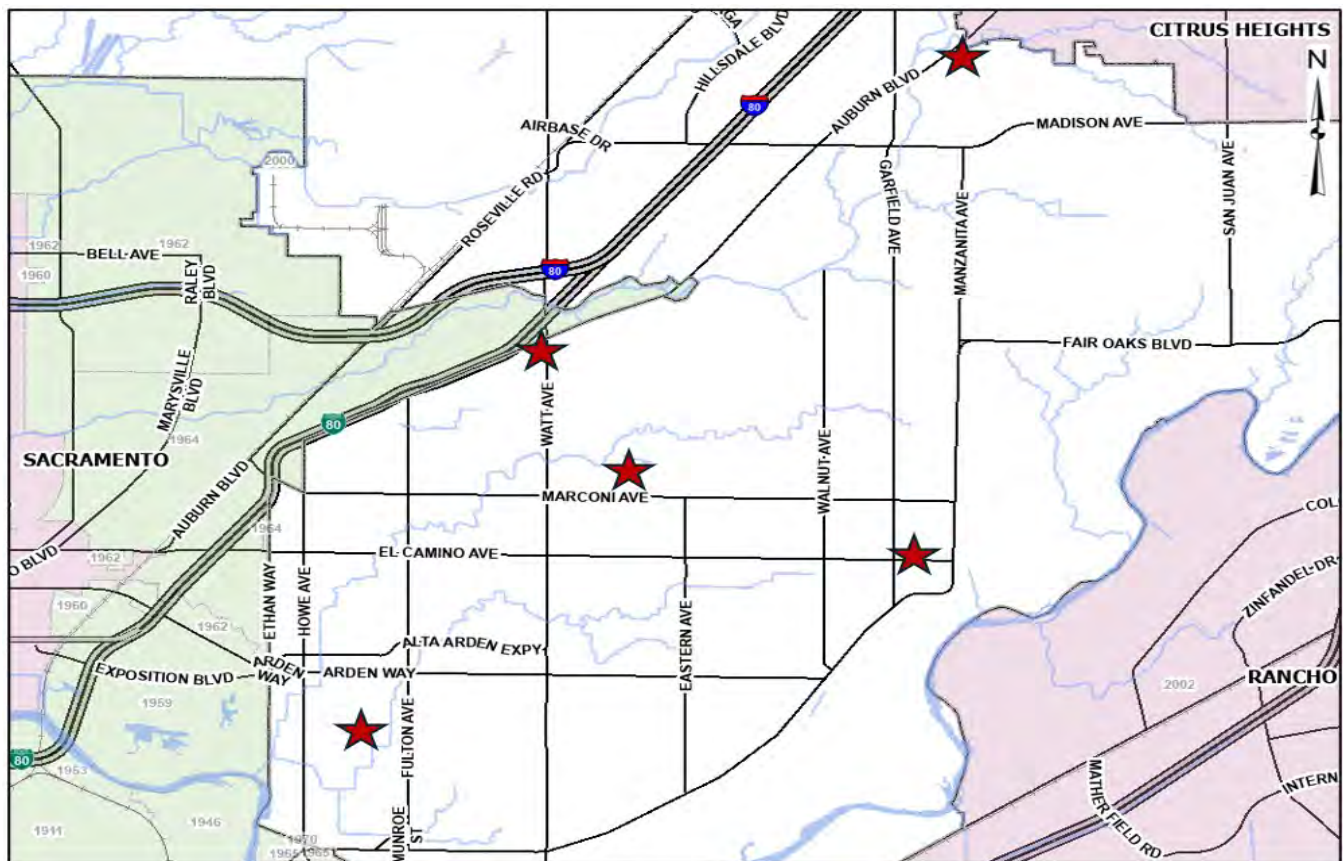 CITRUS HEIGHTS
N
HILLSDALE BLVD
80
AUBURN BLVD
AIRBASE DR
MADISON AVE
2000
ROSEVILLE RD
GARFIELD AVE
MANZANITA AVE
SAN JUAN AVE
1962
1962
BELL AVE
1960
RALEY
BLVD
80
FAIR OAKS BLVD
MARYSVILLE
BLVD
WATT AVE
WALNUT AVE
80
1964
SACRAMENTO
AUBURN BLVD
MARCONI AVE
COL
1964
O BLVD
1962
EL CAMINO AVE
ZINFANDEL DR
1960
ETHAN WAY
HOWE AVE
1962
ALTA ARDEN EXPY
EASTERN AVE
EXPOSITION BLVD
ARDEN
WAY
ARDEN WAY
RANCHO
2002
1959
FULTON AVE
80
1953
MATHER FIELD RD
INTERN
1911
1946
MUNROE
ST
1970
1965
1965